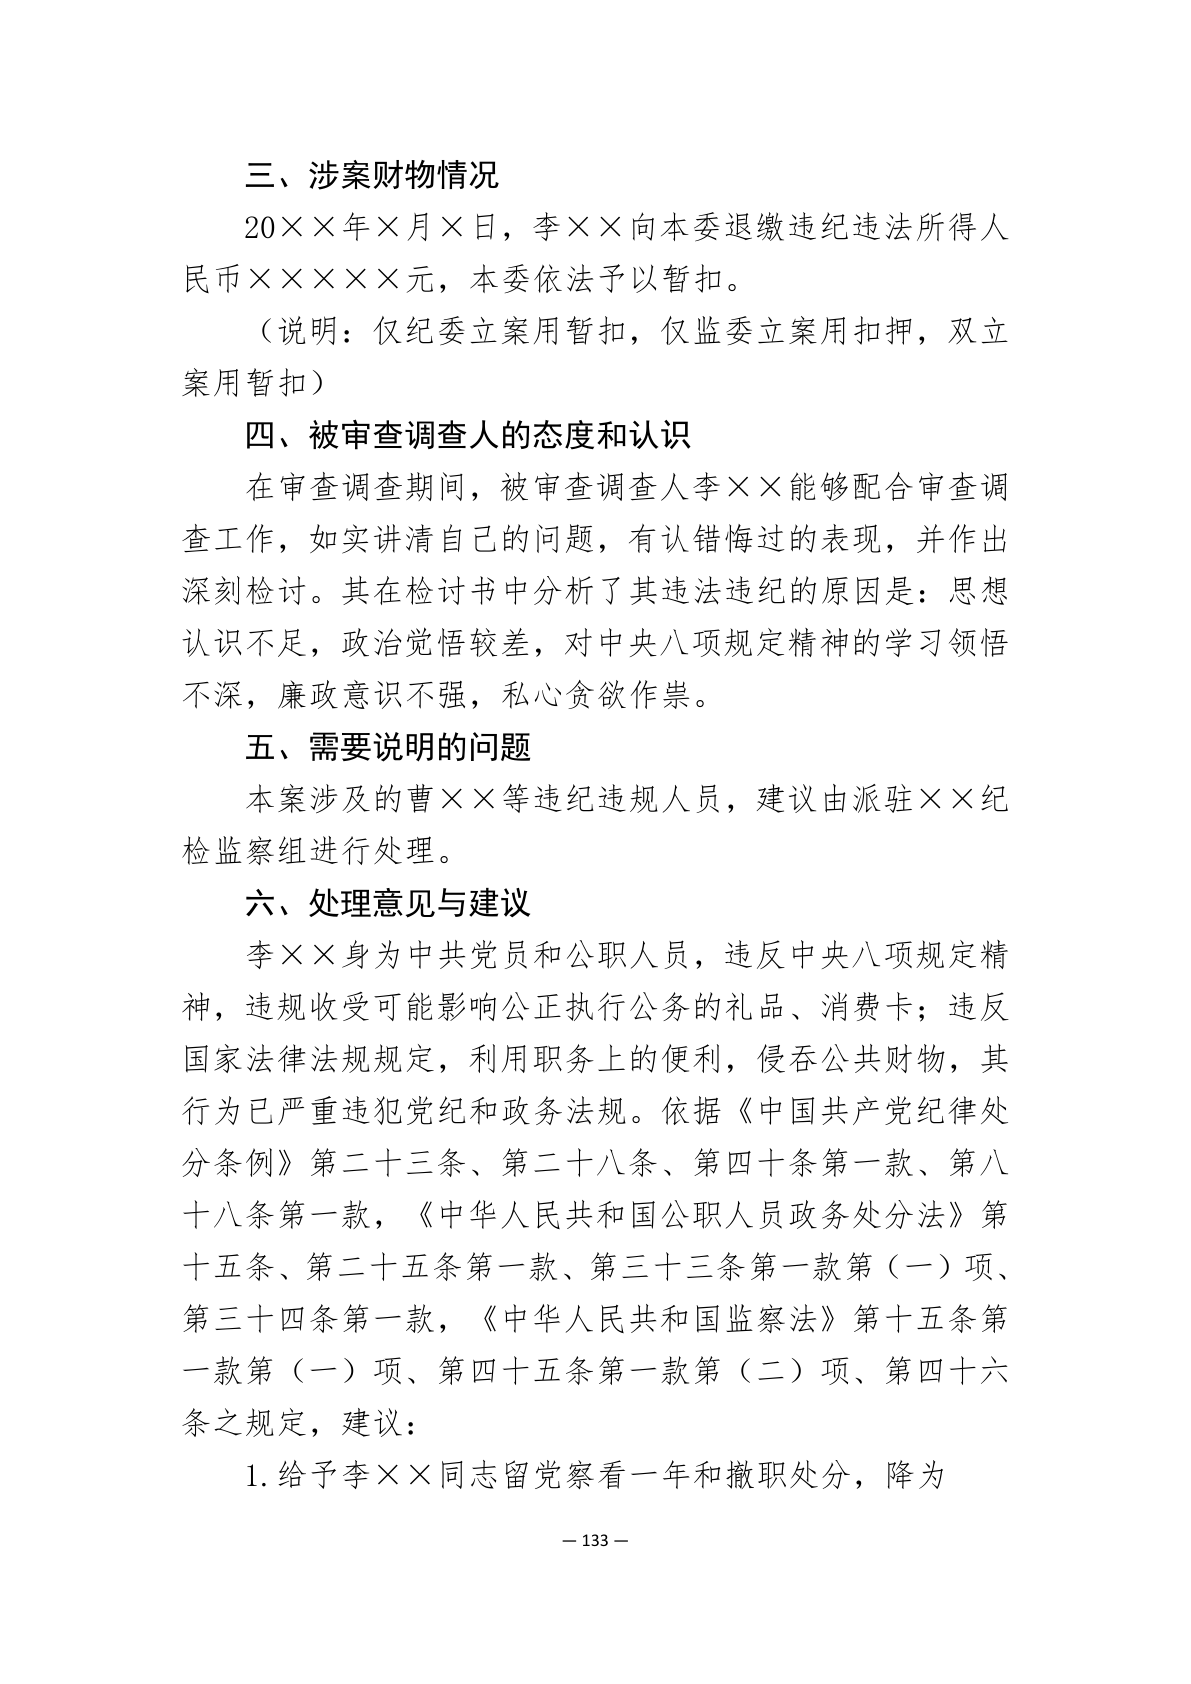 三、涉案财物情况
20××年×月×日，李××向本委退缴违纪违法所得人
民币×××××元，本委依法予以暂扣。
（说明：仅纪委立案用暂扣，仅监委立案用扣押，双立
案用暂扣）
四、被审查调查人的态度和认识
在审查调查期间，被审查调查人李××能够配合审查调
查工作，如实讲清自己的问题，有认错悔过的表现，并作出
深刻检讨。其在检讨书中分析了其违法违纪的原因是：思想
认识不足，政治觉悟较差，对中央八项规定精神的学习领悟
不深，廉政意识不强，私心贪欲作祟。
五、需要说明的问题
本案涉及的曹××等违纪违规人员，建议由派驻××纪
检监察组进行处理。
六、处理意见与建议
李××身为中共党员和公职人员，违反中央八项规定精
神，违规收受可能影响公正执行公务的礼品、消费卡；违反
国家法律法规规定，利用职务上的便利，侵吞公共财物，其
行为已严重违犯党纪和政务法规。依据《中国共产党纪律处
分条例》第二十三条、第二十八条、第四十条第一款、第八
十八条第一款，《中华人民共和国公职人员政务处分法》第
十五条、第二十五条第一款、第三十三条第一款第（一）项、
第三十四条第一款，《中华人民共和国监察法》第十五条第
一款第（一）项、第四十五条第一款第（二）项、第四十六
条之规定，建议：
1.给予李××同志留党察看一年和撤职处分，降为
— 133 —